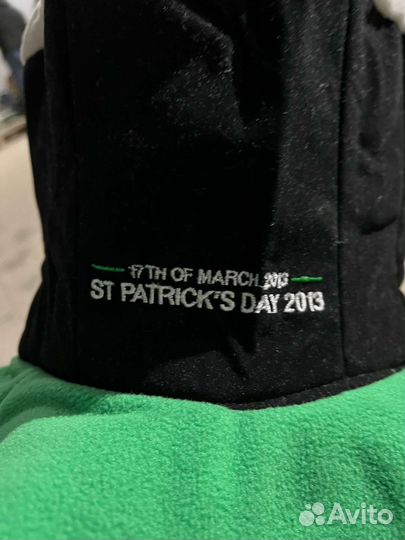 17TH OF MARCH 2013
ST PATRICK'S DAY 2013
Avito